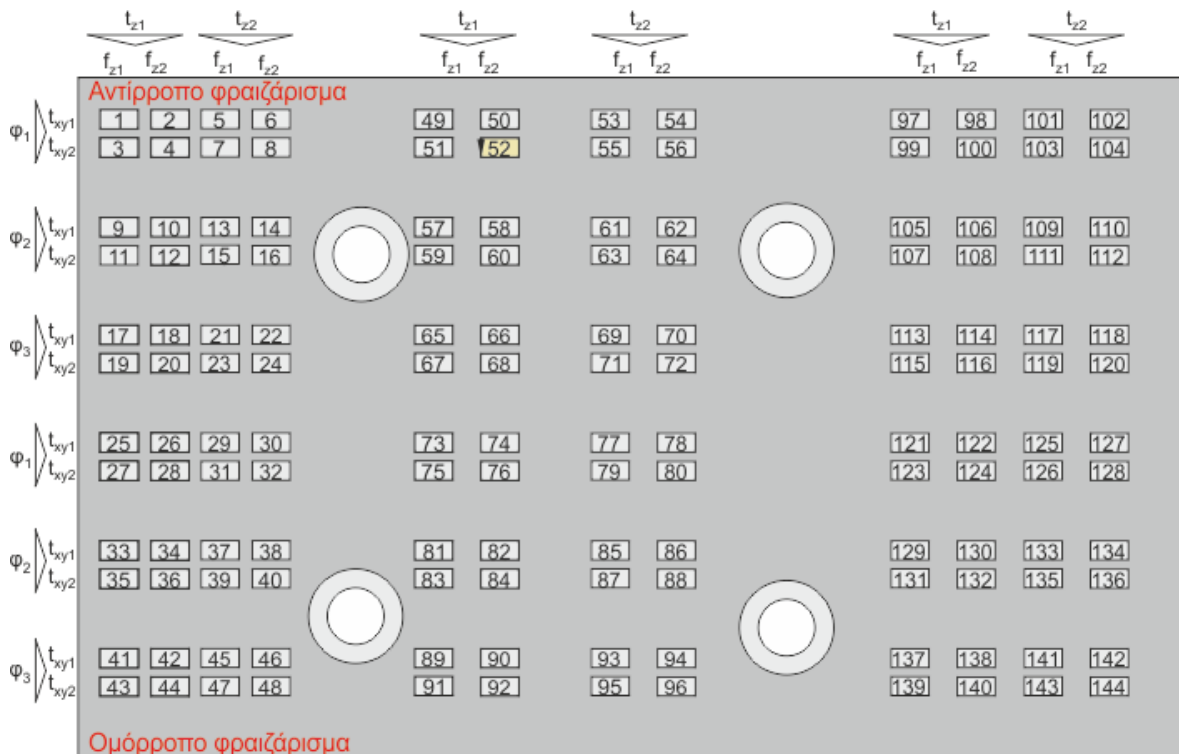 t_z1 t_z2 t_z1 t_z2 t_z1 t_z2
f_z1 f_z2 f_z1 f_z2 f_z1 f_z2 f_z1 f_z2 f_z1 f_z2 f_z1 f_z2
Αντίρροπο φραιζάρισμα
φ_1 t_xy1 1 2 5 6 49 50 53 54 97 98 101 102
t_xy2 3 4 7 8 51 52 55 56 99 100 103 104
φ_2 t_xy1 9 10 13 14 57 58 61 62 105 106 109 110
t_xy2 11 12 15 16 59 60 63 64 107 108 111 112
φ_3 t_xy1 17 18 21 22 65 66 69 70 113 114 117 118
t_xy2 19 20 23 24 67 68 71 72 115 116 119 120
φ_1 t_xy1 25 26 29 30 73 74 77 78 121 122 125 127
t_xy2 27 28 31 32 75 76 79 80 123 124 126 128
φ_2 t_xy1 33 34 37 38 81 82 85 86 129 130 133 134
t_xy2 35 36 39 40 83 84 87 88 131 132 135 136
φ_3 t_xy1 41 42 45 46 89 90 93 94 137 138 141 142
t_xy2 43 44 47 48 91 92 95 96 139 140 143 144
Ομόρροπο φραιζάρισμα